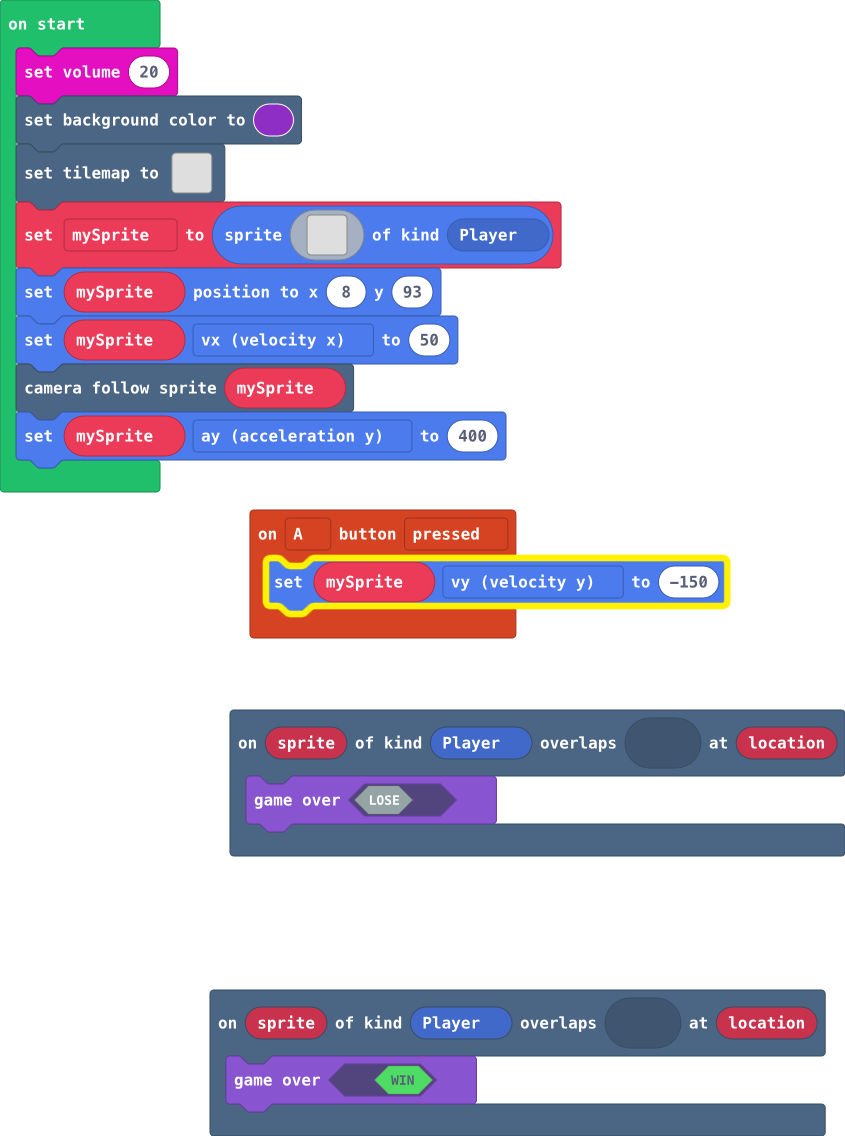 on start
set volume 20
set background color to
set tilemap to
set mySprite to sprite of kind Player
set mySprite position to x 8 y 93
set mySprite vx (velocity x) to 50
camera follow sprite mySprite
set mySprite ay (acceleration y) to 400
on A button pressed
set mySprite vy (velocity y) to −150
on sprite of kind Player overlaps at location
game over LOSE
on sprite of kind Player overlaps at location
game over WIN